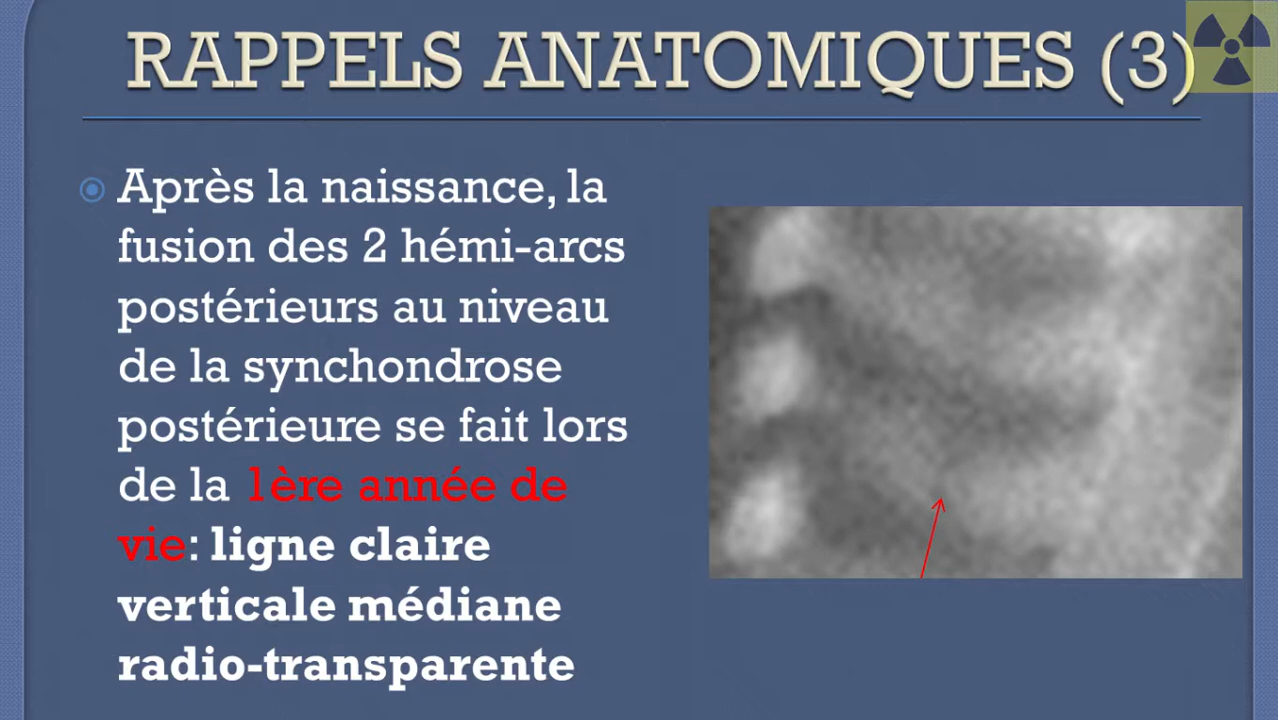 RAPPELS ANATOMIQUES (3)
Après la naissance, la
fusion des 2 hémi-arcs
postérieurs au niveau
de la synchondrose
postérieure se fait lors
de la 1ère année de
vie: ligne claire
verticale médiane
radio-transparente